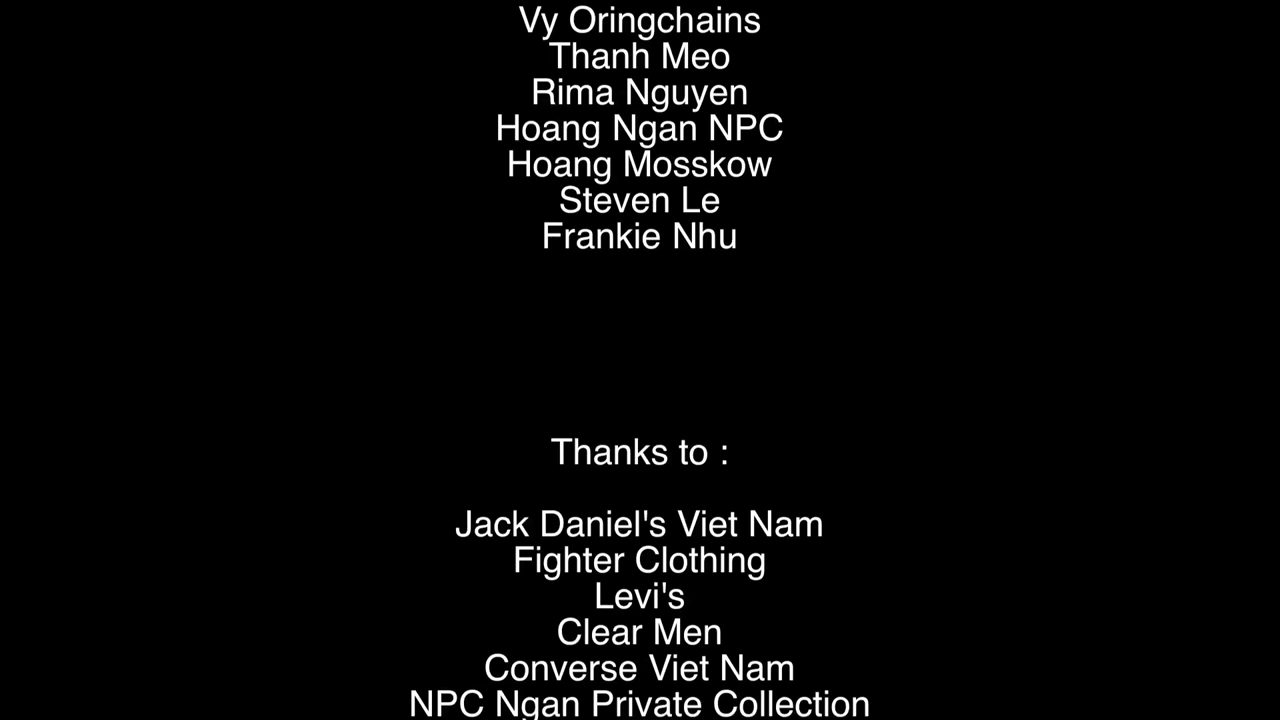 Vy Oringchains
Thanh Meo
Rima Nguyen
Hoang Ngan NPC
Hoang Mosskow
Steven Le
Frankie Nhu
Thanks to :
Jack Daniel's Viet Nam
Fighter Clothing
Levi's
Clear Men
Converse Viet Nam
NPC Ngan Private Collection